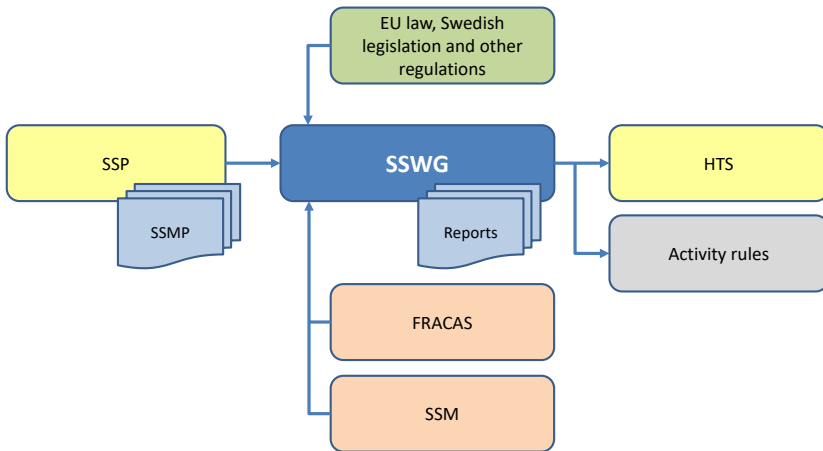 EU law, Swedish
legislation and other
regulations
SSP
SSWG
HTS
SSMP
Reports
Activity rules
FRACAS
SSM